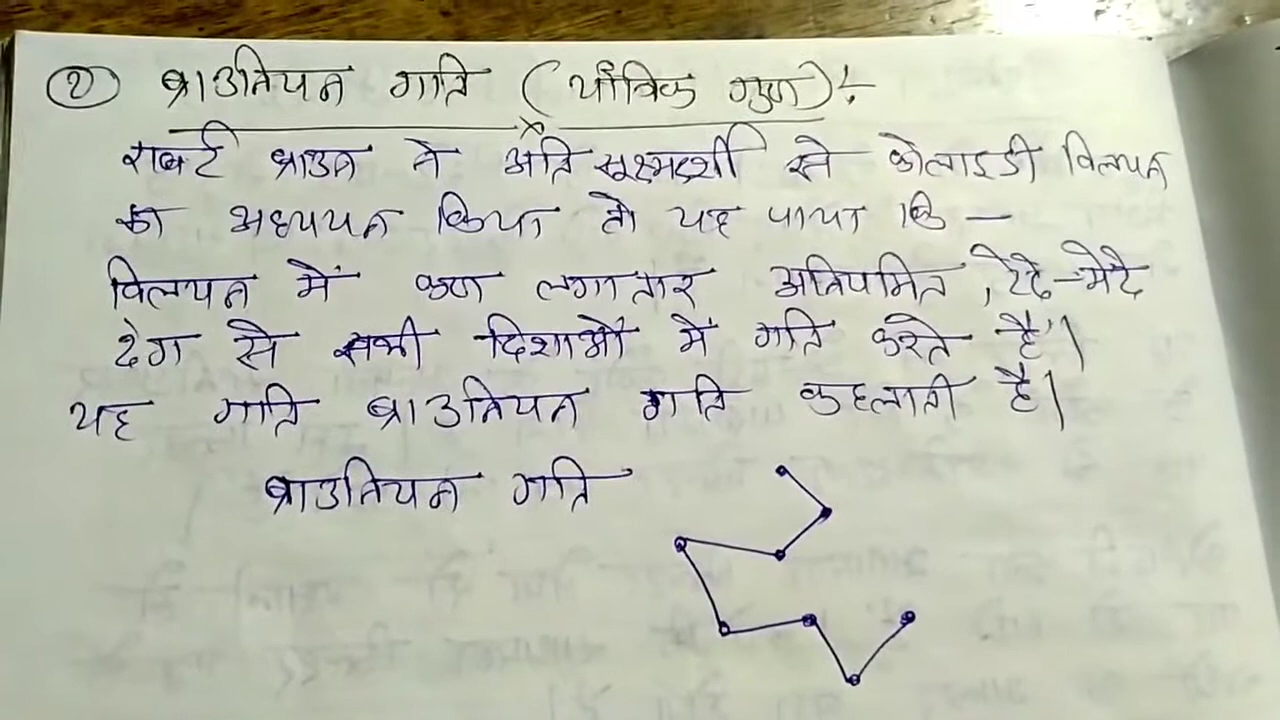 ② ब्राउनियन गति (यांत्रिक गुण):-
राबर्ट ब्राउन ने अति सूक्ष्मदर्शी से कोलाइडी विलयन
का अध्ययन किया तो यह पाया कि —
विलयन में कण लगातार अनियमित, टेढे-मेढे
ढंग से सभी दिशाओं में गति करते हैं।
यह गति ब्राउनियन गति कहलाती है।
ब्राउनियन गति